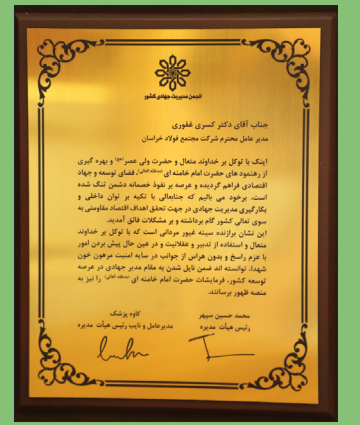 انجمن مدیریت جهادی کشور
جناب آقای دکتر کسری غفوری
مدیر عامل محترم شرکت مجتمع فولاد خراسان
اینک با توکل بر خداوند متعال و حضرت ولی عصر(عج) و بهره گیری
از رهنمودهای حضرت امام خامنه ای(مدظله العالی)، فضای توسعه و جهاد
اقتصادی فراهم گردیده و عرصه بر نفوذ خصمانه دشمن تنگ شده
است، برخود می بالیم که جنابعالی با تکیه بر توان داخلی و
بکارگیری مدیریت جهادی در جهت تحقق اهداف اقتصاد مقاومتی به
سوی تعالی کشور گام برداشته و بر مشکلات فائق آمدید.
این نشان برازنده سینه غیور مردانی است که با توکل بر خداوند
متعال و استفاده از تدبیر و عقلانیت و در عین حال پیش بردن امور
با عزم راسخ و بدون هراس از جوانب در سایه امنیت مرهون خون
شهدا، توانسته اند ضمن نایل شدن به مقام مدیر جهادی در عرصه
توسعه کشور، فرمایشات حضرت امام خامنه ای(مدظله العالی) را نیز به
منصه ظهور برسانند.
محمد حسین سپهر
رئیس هیأت مدیره
کاوه پزشک
مدیرعامل و نایب رئیس هیأت مدیره